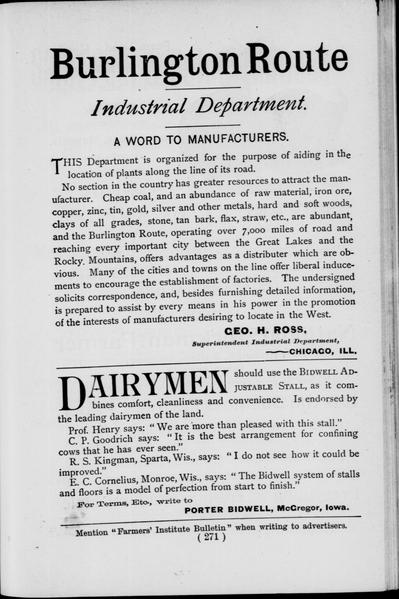 Burlington Route
Industrial Department.
A WORD TO MANUFACTURERS.
THIS Department is organized for the purpose of aiding in the
location of plants along the line of its road.
No section in the country has greater resources to attract the man-
ufacturer. Cheap coal, and an abundance of raw material, iron ore,
copper, zinc, tin, gold, silver and other metals, hard and soft woods,
clays of all grades, stone, tan bark, flax, straw, etc., are abundant,
and the Burlington Route, operating over 7,000 miles of road and
reaching every important city between the Great Lakes and the
Rocky Mountains, offers advantages as a distributer which are ob-
vious. Many of the cities and towns on the line offer liberal induce-
ments to encourage the establishment of factories. The undersigned
solicits correspondence, and, besides furnishing detailed information,
is prepared to assist by every means in his power in the promotion
of the interests of manufacturers desiring to locate in the West.
GEO. H. ROSS,
Superintendent Industrial Department,
—CHICAGO, ILL.
DAIRYMEN should use the BIDWELL AD-
JUSTABLE STALL, as it com-
bines comfort, cleanliness and convenience. Is endorsed by
the leading dairymen of the land.
Prof. Henry says: "We are more than pleased with this stall."
C. P. Goodrich says: "It is the best arrangement for confining
cows that he has ever seen."
R. S. Kingman, Sparta, Wis., says: "I do not see how it could be
improved."
E. C. Cornelius, Monroe, Wis., says: "The Bidwell system of stalls
and floors is a model of perfection from start to finish."
For Terms, Etc., write to
PORTER BIDWELL, McGregor, Iowa.
Mention "Farmers' Institute Bulletin" when writing to advertisers.
(271)